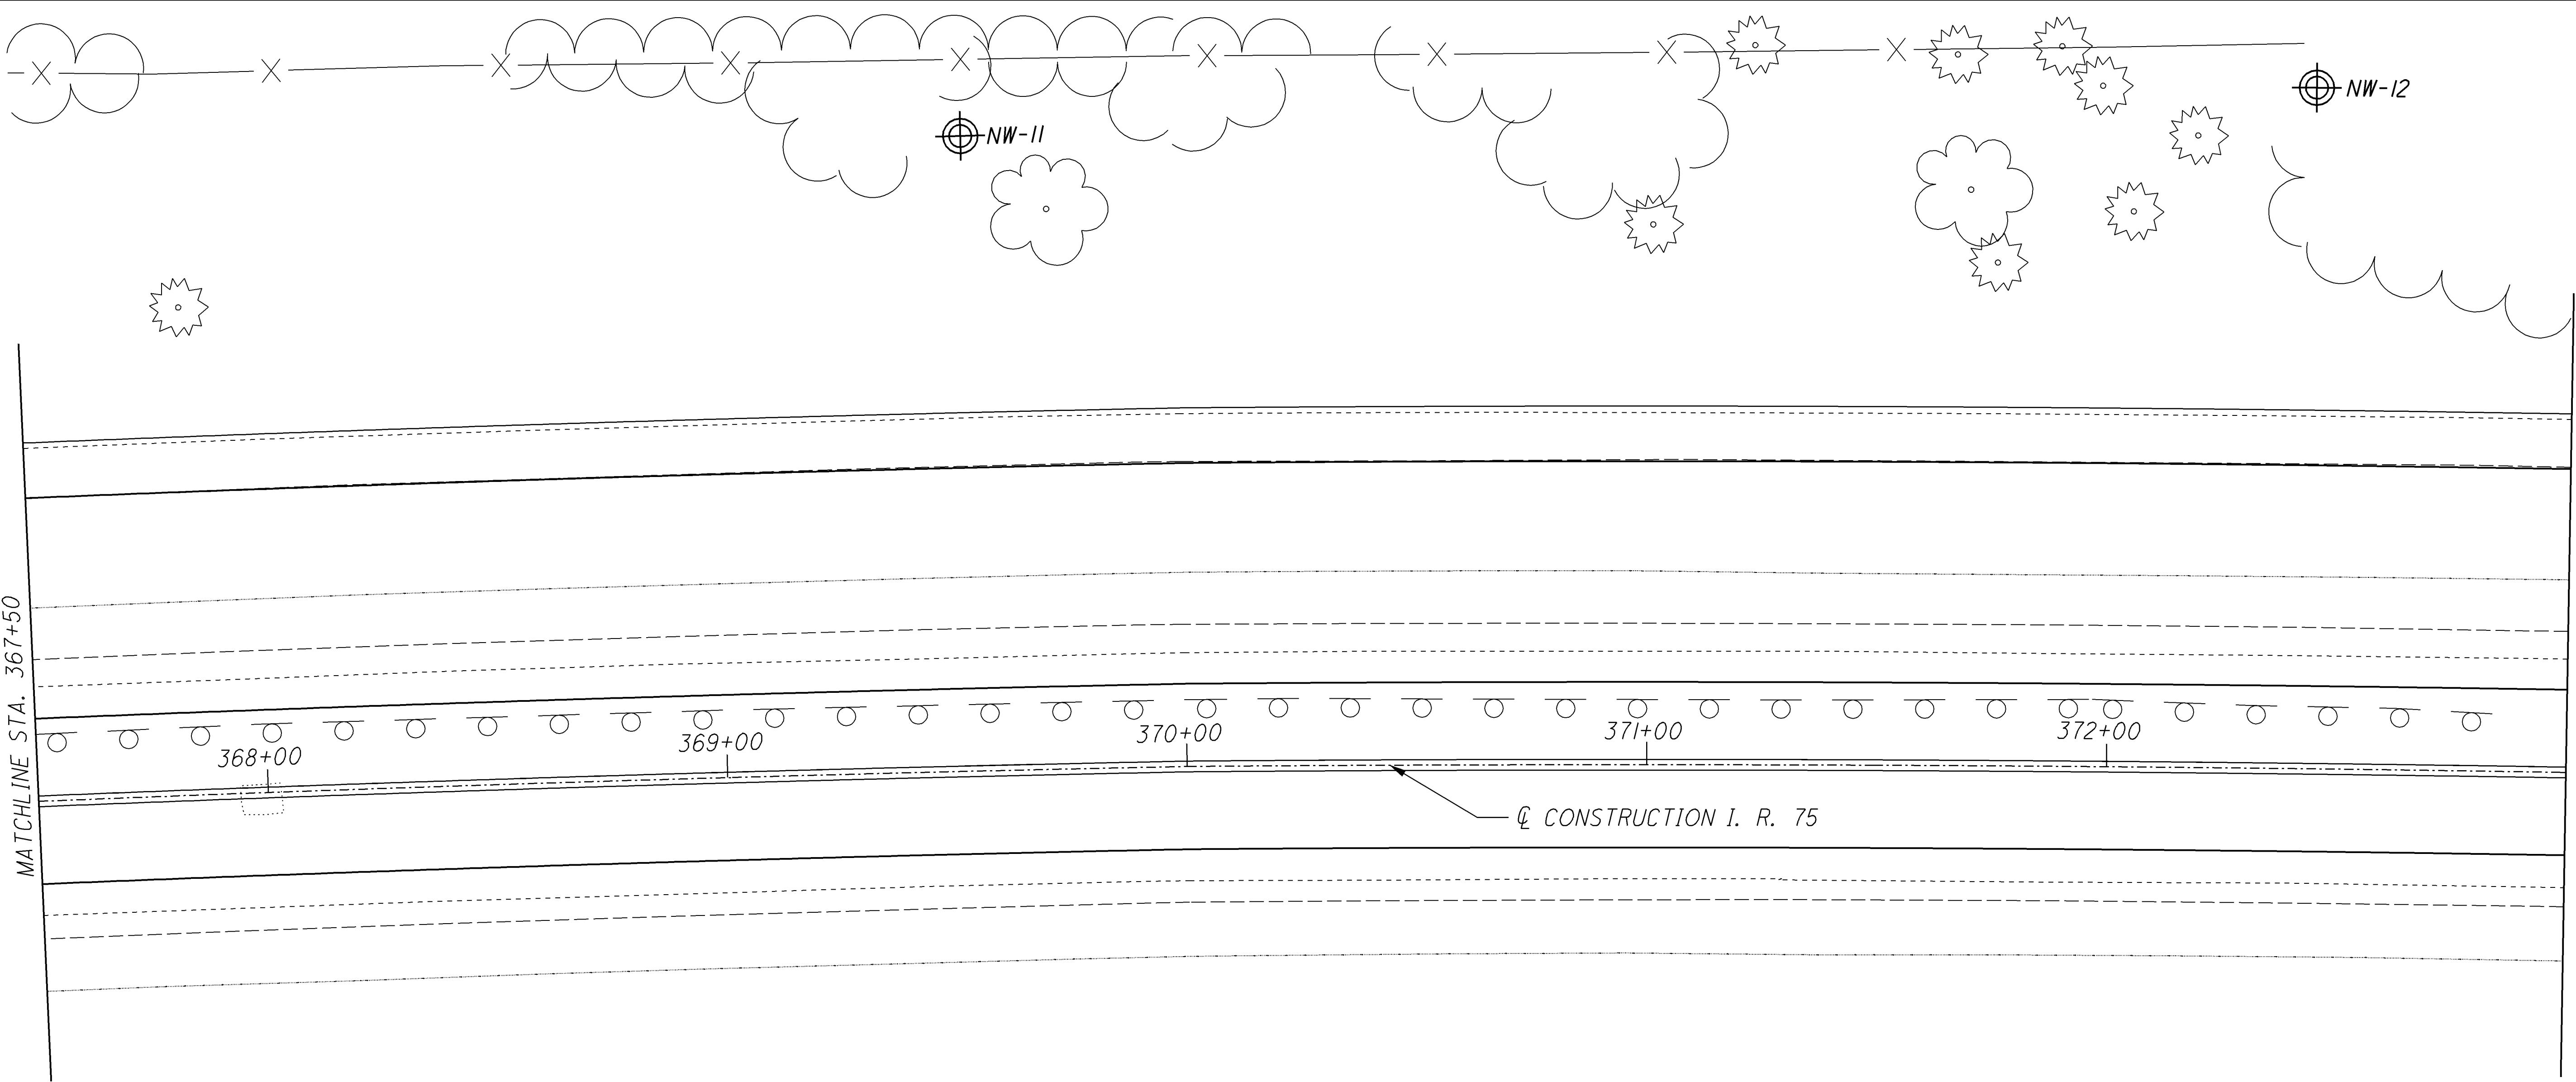 NW-12
NW-11
MATCHLINE STA. 367+50
368+00
369+00
370+00
371+00
372+00
℄ CONSTRUCTION I. R. 75